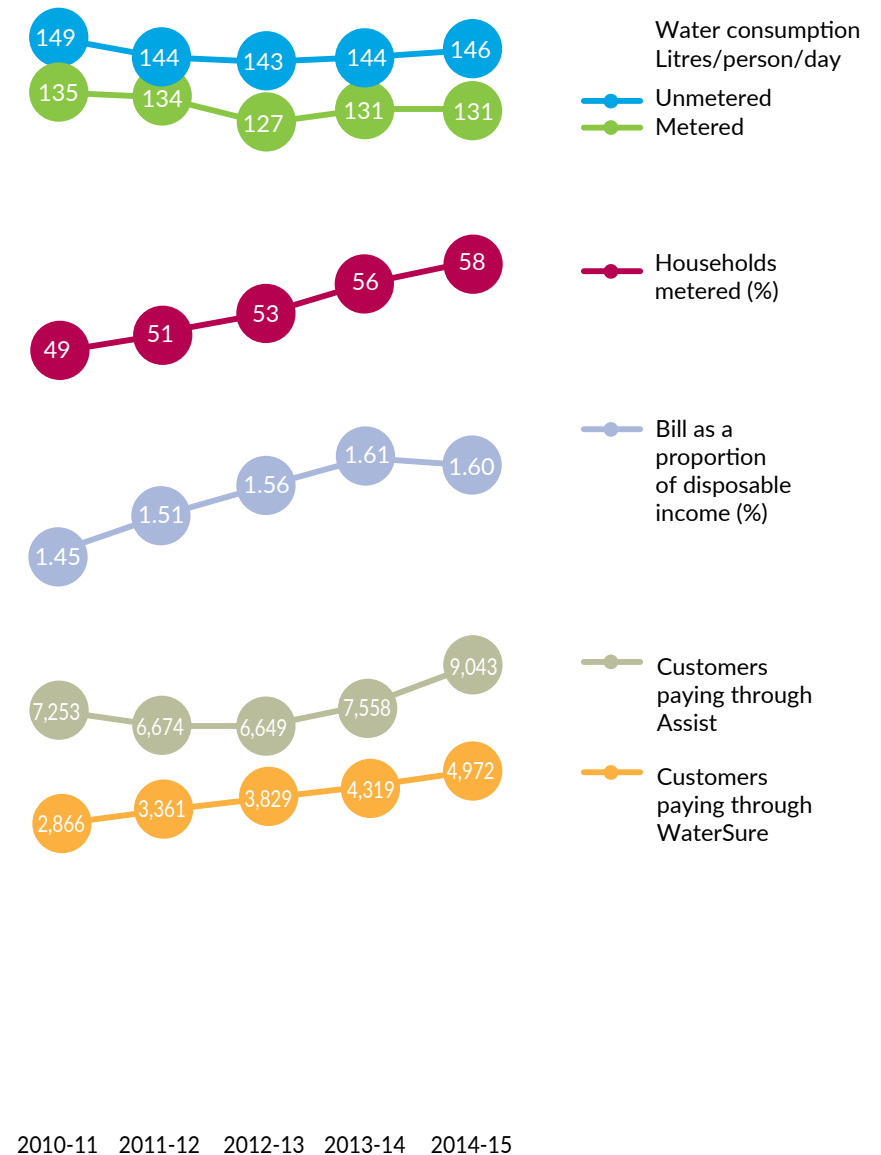 Water consumption
Litres/person/day
149 144 143 144 146
Unmetered
135 134 127 131 131
Metered
49 51 53 56 58
Households
metered (%)
1.45 1.51 1.56 1.61 1.60
Bill as a
proportion
of disposable
income (%)
7,253 6,674 6,649 7,558 9,043
Customers
paying through
Assist
2,866 3,361 3,829 4,319 4,972
Customers
paying through
WaterSure
2010-11 2011-12 2012-13 2013-14 2014-15